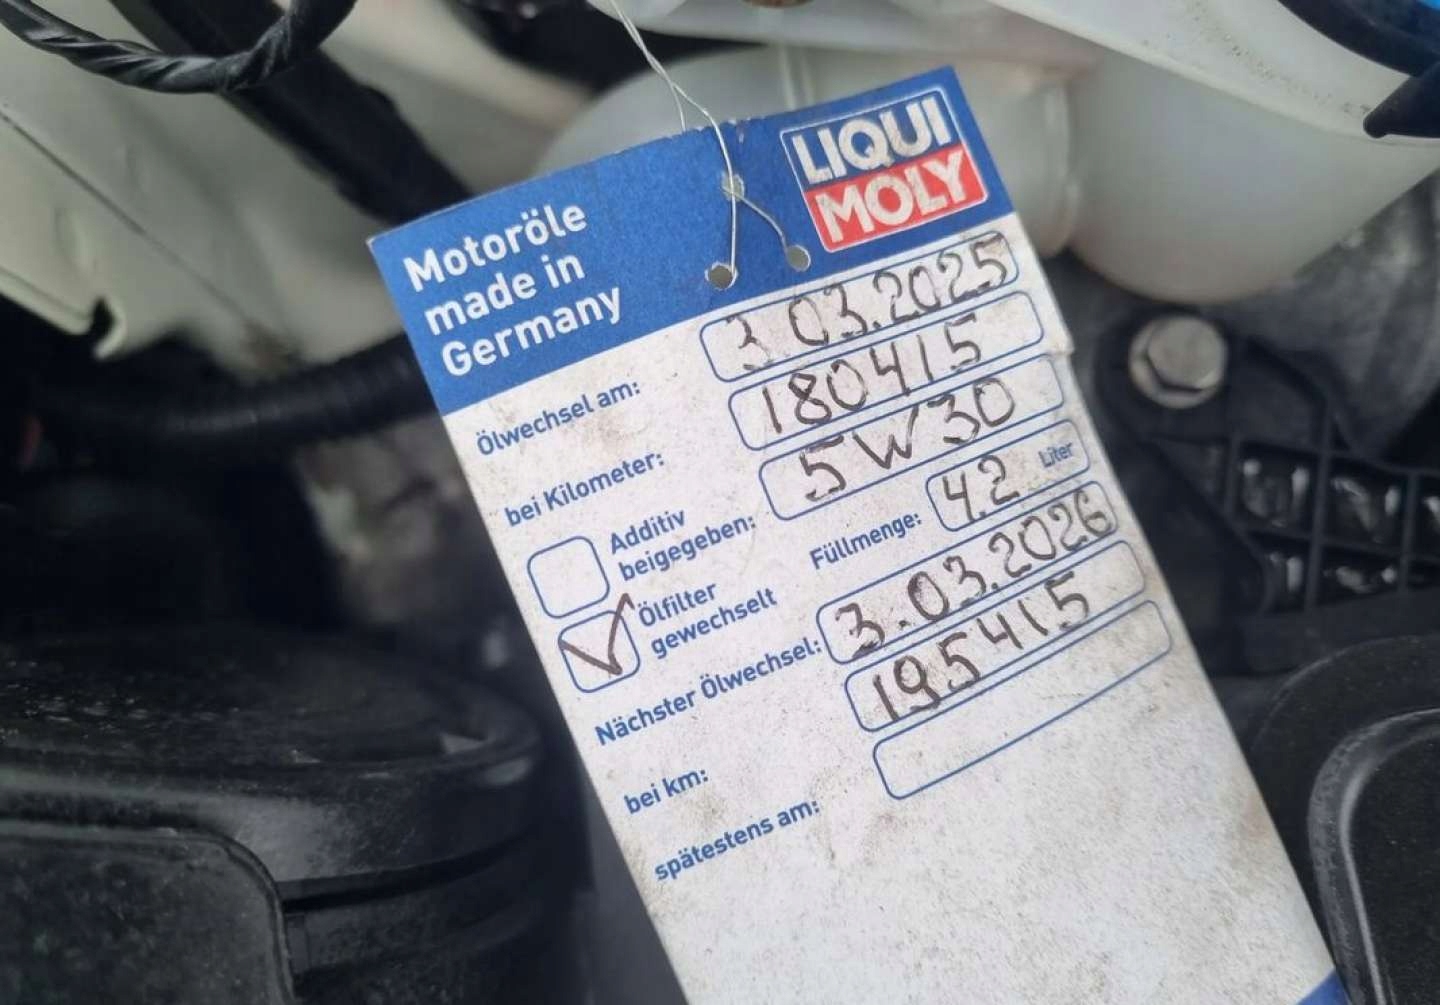 LIQUI
MOLY
Motoröle
made in
Germany
Ölwechsel am: 3.03.2025
bei Kilometer: 180415
5W30
Additiv
beigegeben:
Füllmenge: 4.2 Liter
Ölfilter
gewechselt
Nächster Ölwechsel: 3.03.2026
bei km: 195415
spätestens am: